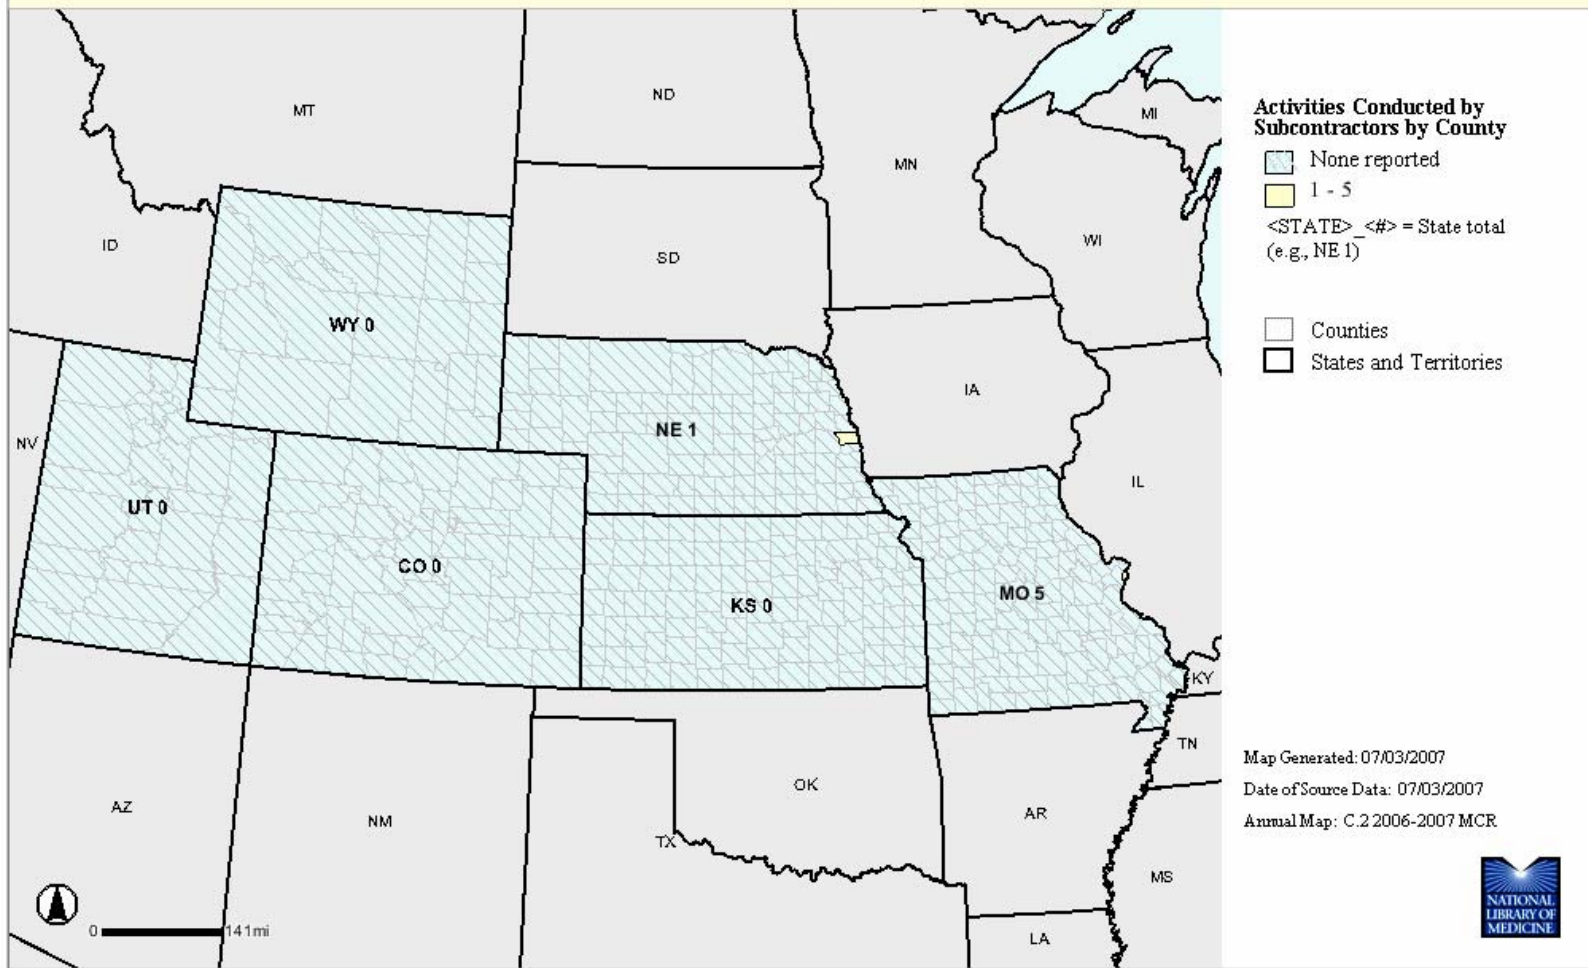 MT
ND
MN
MI
ID
SD
WI
WY 0
NV
NE 1
IA
UT 0
CO 0
KS 0
IL
MO 5
KY
AZ
NM
TX
OK
AR
TN
MS
LA
0 141mi
Activities Conducted by
Subcontractors by County
None reported
1 - 5
<STATE>_<#> = State total
(e.g., NE 1)
Counties
States and Territories
Map Generated: 07/03/2007
Date of Source Data: 07/03/2007
Annual Map: C.2 2006-2007 MCR
NATIONAL
LIBRARY OF
MEDICINE